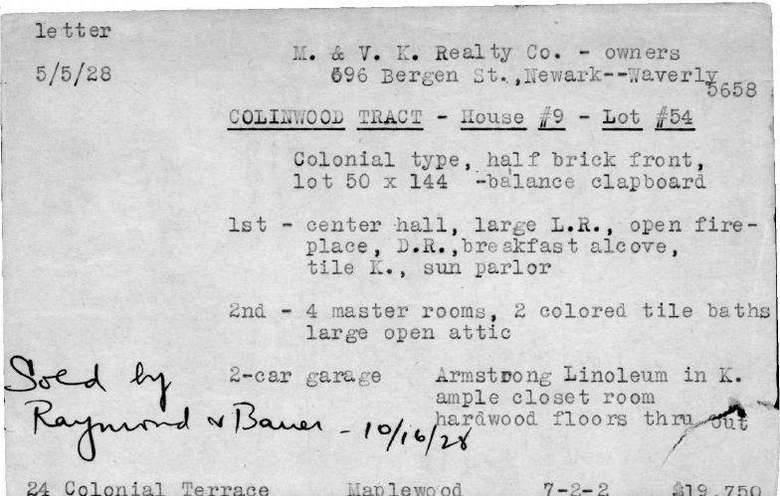 letter
M. & V. K. Realty Co. - owners
5/5/28
696 Bergen St.,Newark--Waverly
5658
COLINWOOD TRACT - House #9 - Lot #54
Colonial type, half brick front,
lot 50 x 144 -balance clapboard
1st - center hall, large L.R., open fire-
place, D.R.,breakfast alcove,
tile K., sun parlor
2nd - 4 master rooms, 2 colored tile baths
large open attic
2-car garage Armstrong Linoleum in K.
ample closet room
hardwood floors thru out
Sold by
Raymond & Bauer - 10/16/28
24 Colonial Terrace Maplewood 7-2-2 $19,750